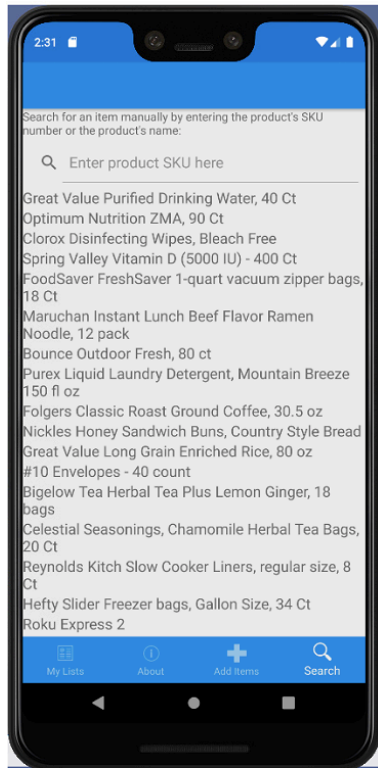 2:31
Search for an item manually by entering the product's SKU
number or the product's name:
Enter product SKU here
Great Value Purified Drinking Water, 40 Ct
Optimum Nutrition ZMA, 90 Ct
Clorox Disinfecting Wipes, Bleach Free
Spring Valley Vitamin D (5000 IU) - 400 Ct
FoodSaver FreshSaver 1-quart vacuum zipper bags,
18 Ct
Maruchan Instant Lunch Beef Flavor Ramen
Noodle, 12 pack
Bounce Outdoor Fresh, 80 ct
Purex Liquid Laundry Detergent, Mountain Breeze
150 fl oz
Folgers Classic Roast Ground Coffee, 30.5 oz
Nickles Honey Sandwich Buns, Country Style Bread
Great Value Long Grain Enriched Rice, 80 oz
#10 Envelopes - 40 count
Bigelow Tea Herbal Tea Plus Lemon Ginger, 18
bags
Celestial Seasonings, Chamomile Herbal Tea Bags,
20 Ct
Reynolds Kitch Slow Cooker Liners, regular size, 8
Ct
Hefty Slider Freezer bags, Gallon Size, 34 Ct
Roku Express 2
My Lists About Add Items Search